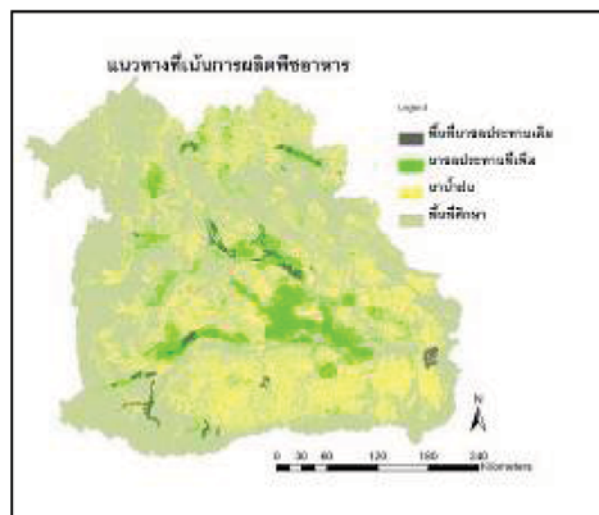 แนวทางที่เน้นการผลิตพืชอาหาร
Legend
พื้นที่นาชลประทานเดิม
นาชลประทานที่เพิ่ม
นาน้ำฝน
พื้นที่ศึกษา
N
0 30 60 120 180 240
Kilometers